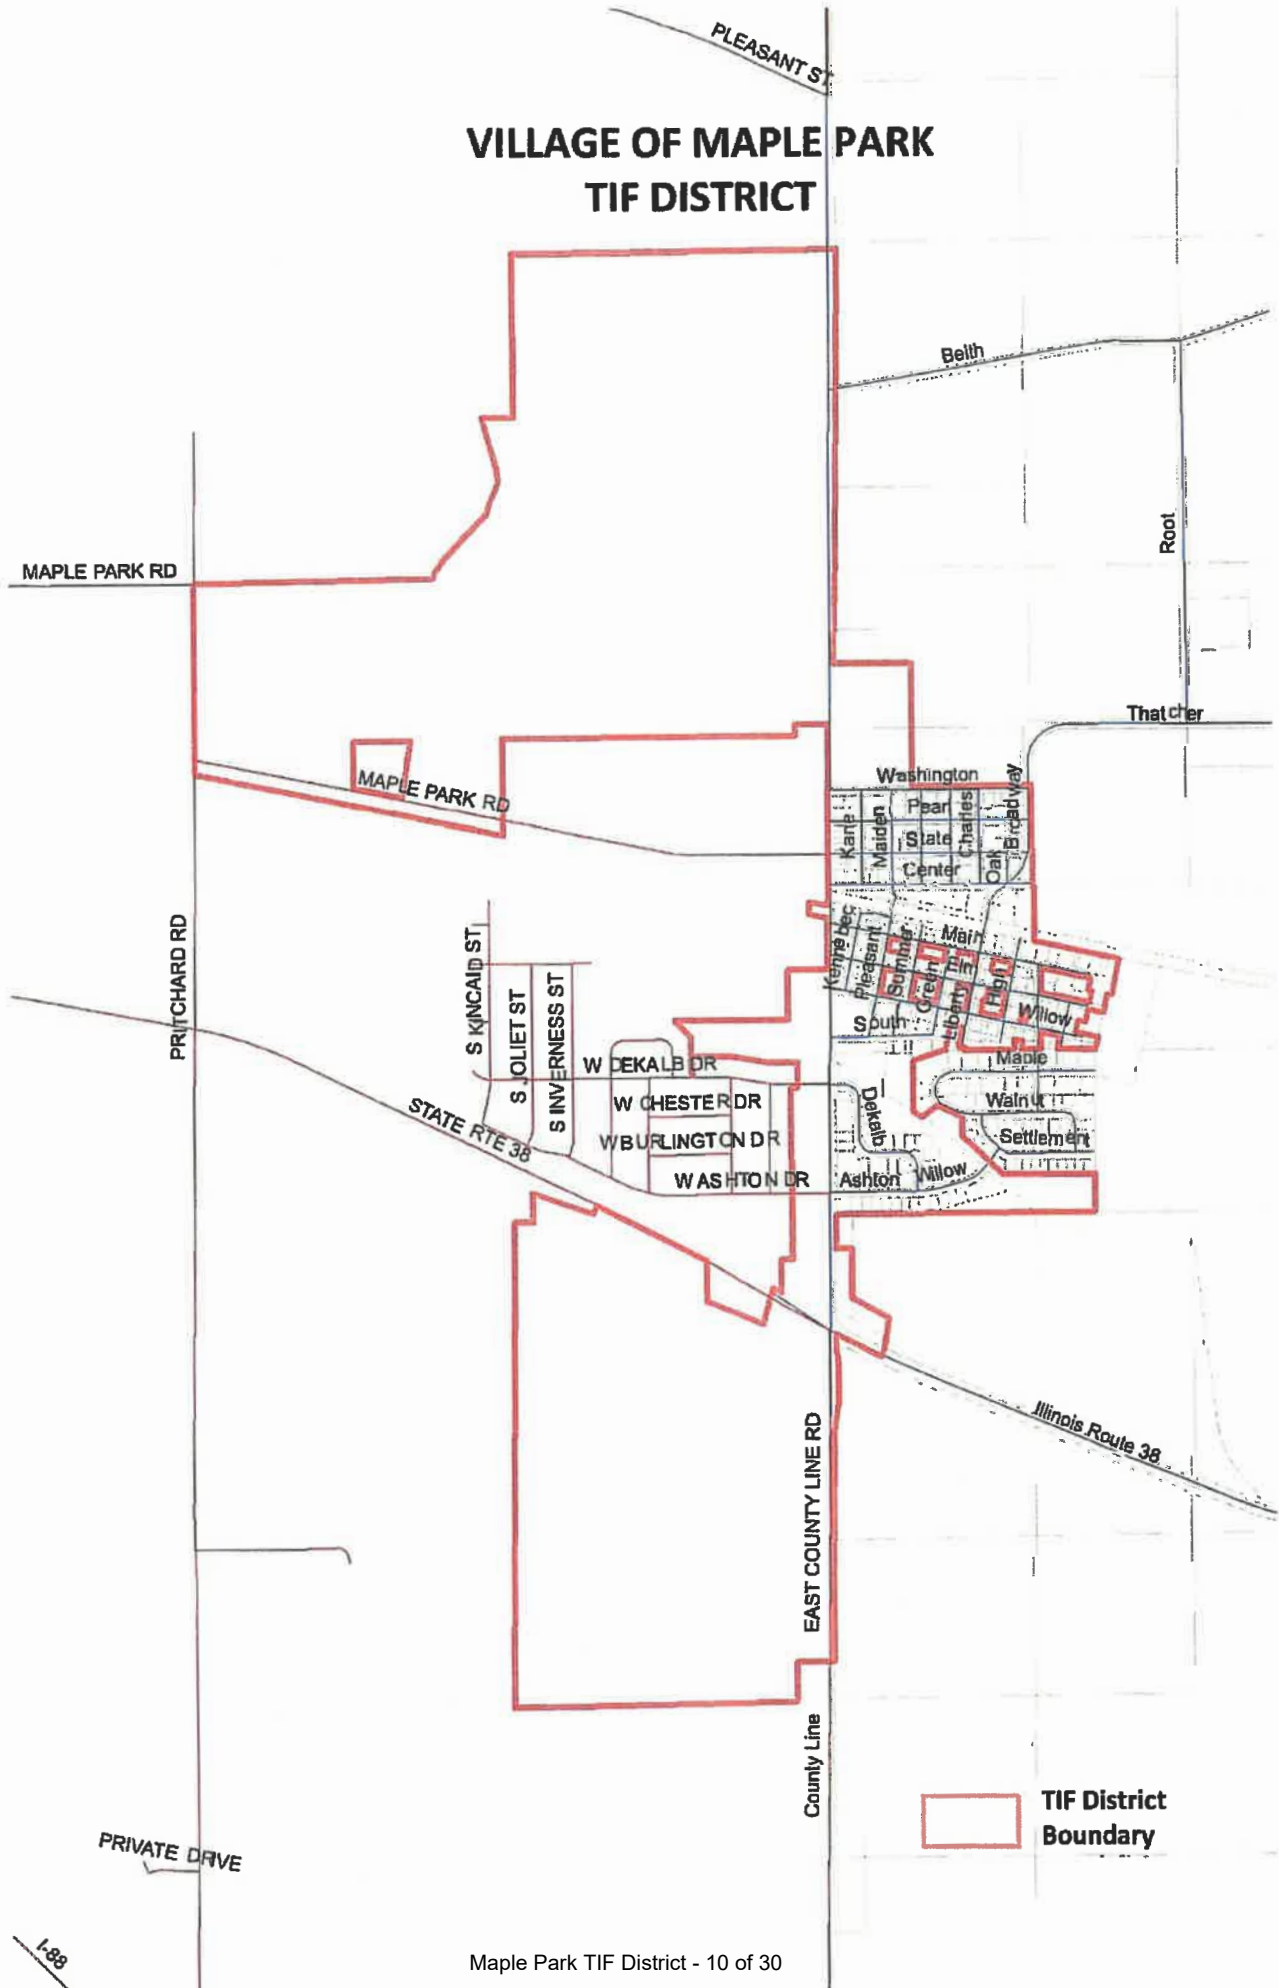 PLEASANT ST
VILLAGE OF MAPLE PARK
TIF DISTRICT
Beith
Root
MAPLE PARK RD
Thatcher
Washington
MAPLE PARK RD
Pearl
Kane
Maiden
State
Charles
Broadway
Center
Oak
PRITCHARD RD
S KINCAID ST
S JOLIET ST
S INVERNESS ST
Kennebec
Pleasant
Summer
Green
Main
Elm
Liberty
High
Willow
South
Maple
W DEKALB DR
W CHESTER DR
Dekalb
Walnut
STATE RTE 38
W BURLINGTON DR
Settlement
W ASHTON DR
Ashton
Willow
EAST COUNTY LINE RD
Illinois Route 38
County Line
TIF District
Boundary
PRIVATE DRIVE
I-88
Maple Park TIF District - 10 of 30